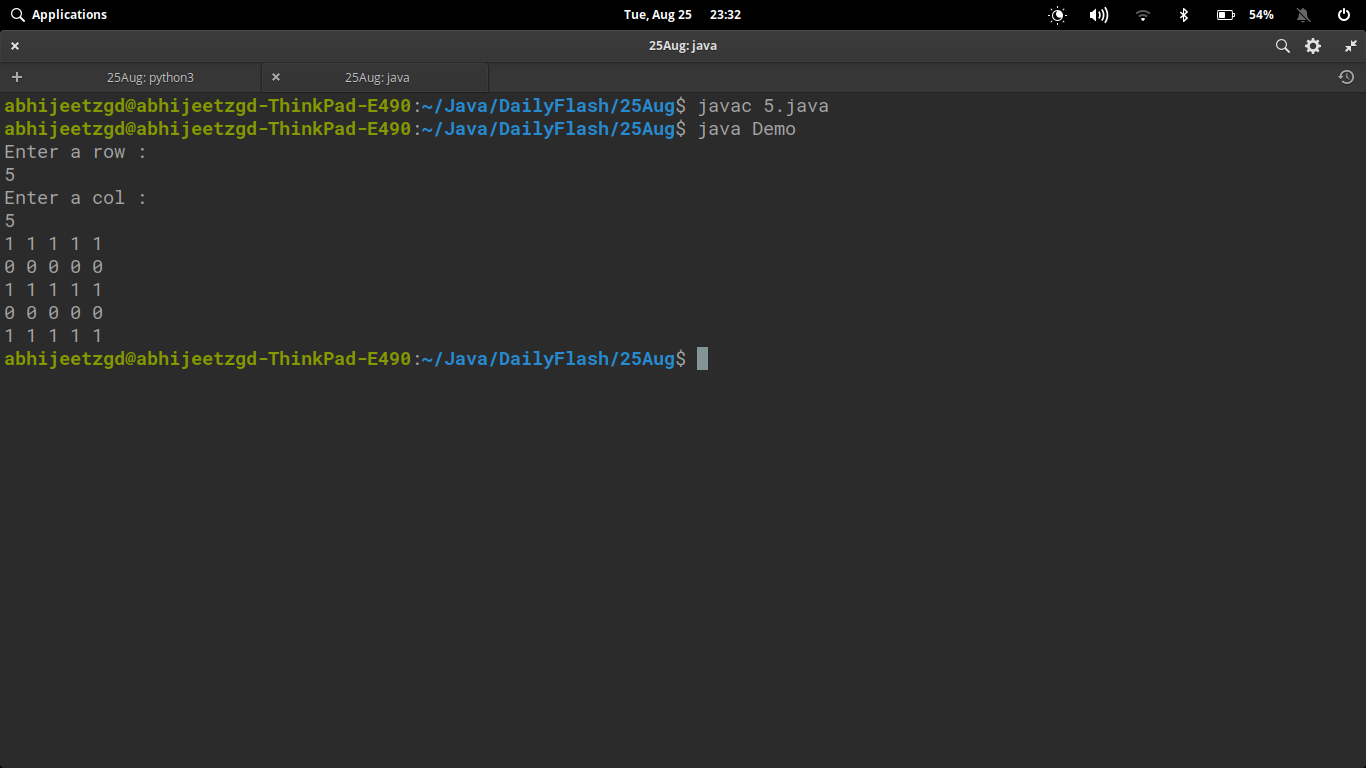 Applications Tue, Aug 25 23:32 54%
25Aug: java
25Aug: python3 25Aug: java
abhijeetzgd@abhijeetzgd-ThinkPad-E490:~/Java/DailyFlash/25Aug$ javac 5.java
abhijeetzgd@abhijeetzgd-ThinkPad-E490:~/Java/DailyFlash/25Aug$ java Demo
Enter a row :
5
Enter a col :
5
1 1 1 1 1
0 0 0 0 0
1 1 1 1 1
0 0 0 0 0
1 1 1 1 1
abhijeetzgd@abhijeetzgd-ThinkPad-E490:~/Java/DailyFlash/25Aug$